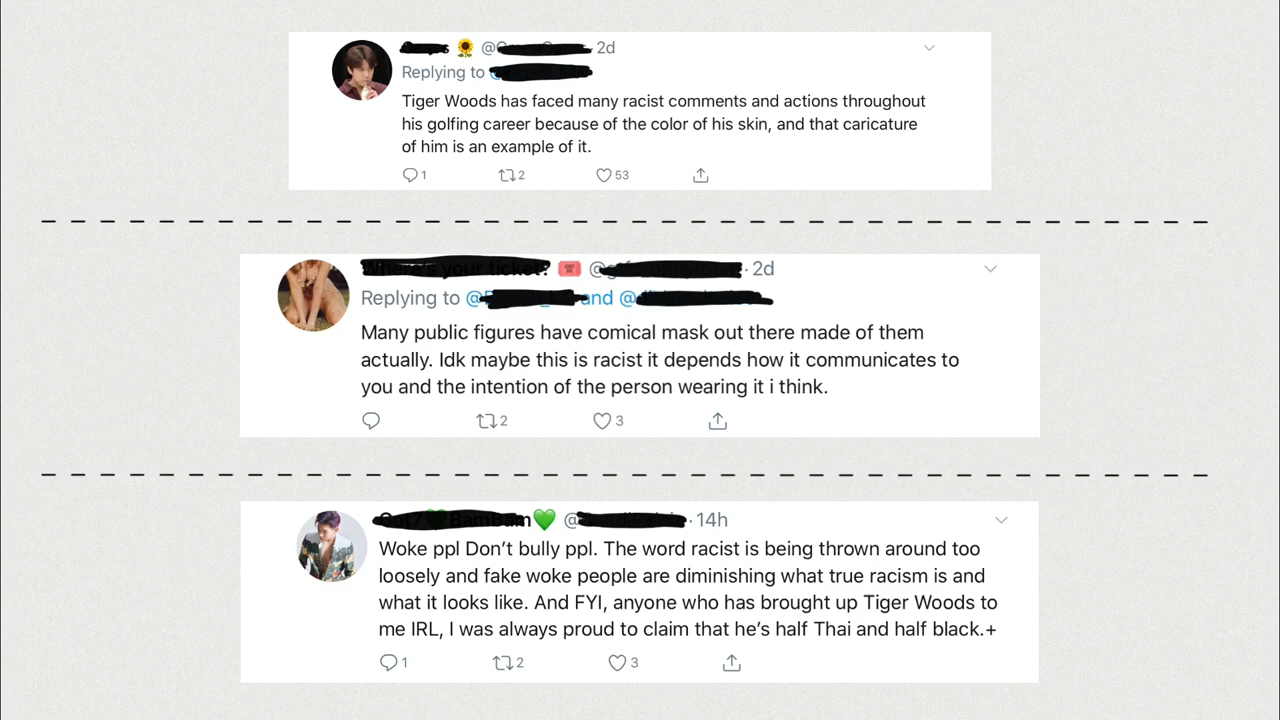 🌻 @ 2d
Replying to
Tiger Woods has faced many racist comments and actions throughout
his golfing career because of the color of his skin, and that caricature
of him is an example of it.
1 2 53
@ · 2d
Replying to @ and @
Many public figures have comical mask out there made of them
actually. Idk maybe this is racist it depends how it communicates to
you and the intention of the person wearing it i think.
2 3
💚 @ · 14h
Woke ppl Don’t bully ppl. The word racist is being thrown around too
loosely and fake woke people are diminishing what true racism is and
what it looks like. And FYI, anyone who has brought up Tiger Woods to
me IRL, I was always proud to claim that he’s half Thai and half black.+
1 2 3